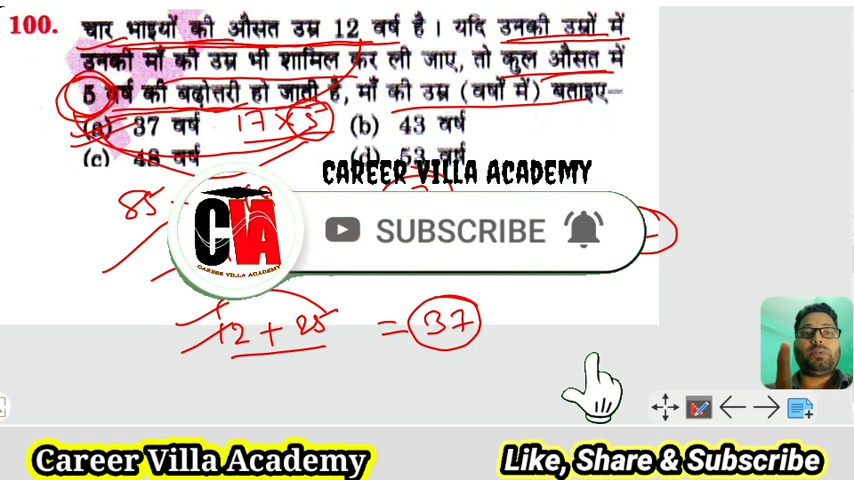 100. चार भाइयों की औसत उम्र 12 वर्ष है। यदि उनकी उम्रों में
उनकी माँ की उम्र भी शामिल कर ली जाए, तो कुल औसत में
5 वर्ष की बढ़ोतरी हो जाती है, माँ की उम्र (वर्षों में) बताइए
(a) 37 वर्ष 17 × 5 (b) 43 वर्ष
(c) 48 वर्ष (d) 53 वर्ष
CAREER VILLA ACADEMY
85
CVA
CAREER VILLA ACADEMY
SUBSCRIBE
12 + 25 = 37
Career Villa Academy
Like, Share & Subscribe